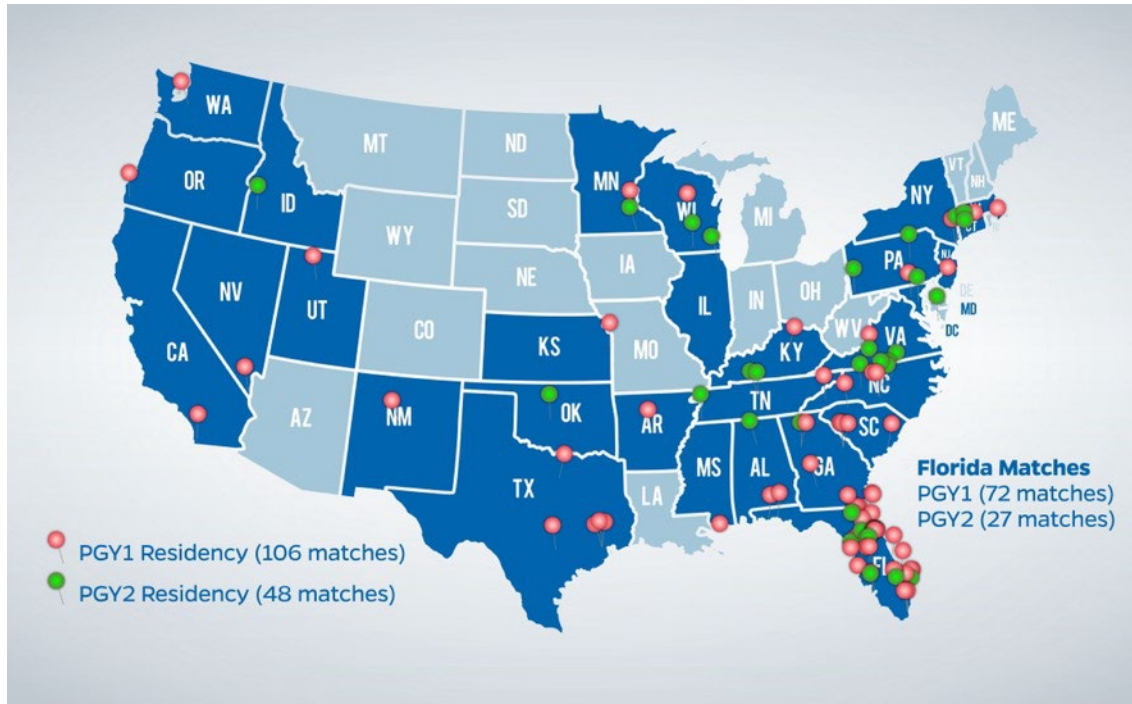 WA
MT
ND
MN
ME
VT
NH
OR
ID
SD
WI
MI
NY
CT
WY
IA
PA
NJ
NE
NV
UT
CO
IL
IN
OH
DE
MD
DC
CA
KS
MO
KY
WV
VA
AZ
NM
OK
AR
TN
NC
SC
TX
LA
MS
AL
GA
FL
Florida Matches
PGY1 (72 matches)
PGY2 (27 matches)
PGY1 Residency (106 matches)
PGY2 Residency (48 matches)